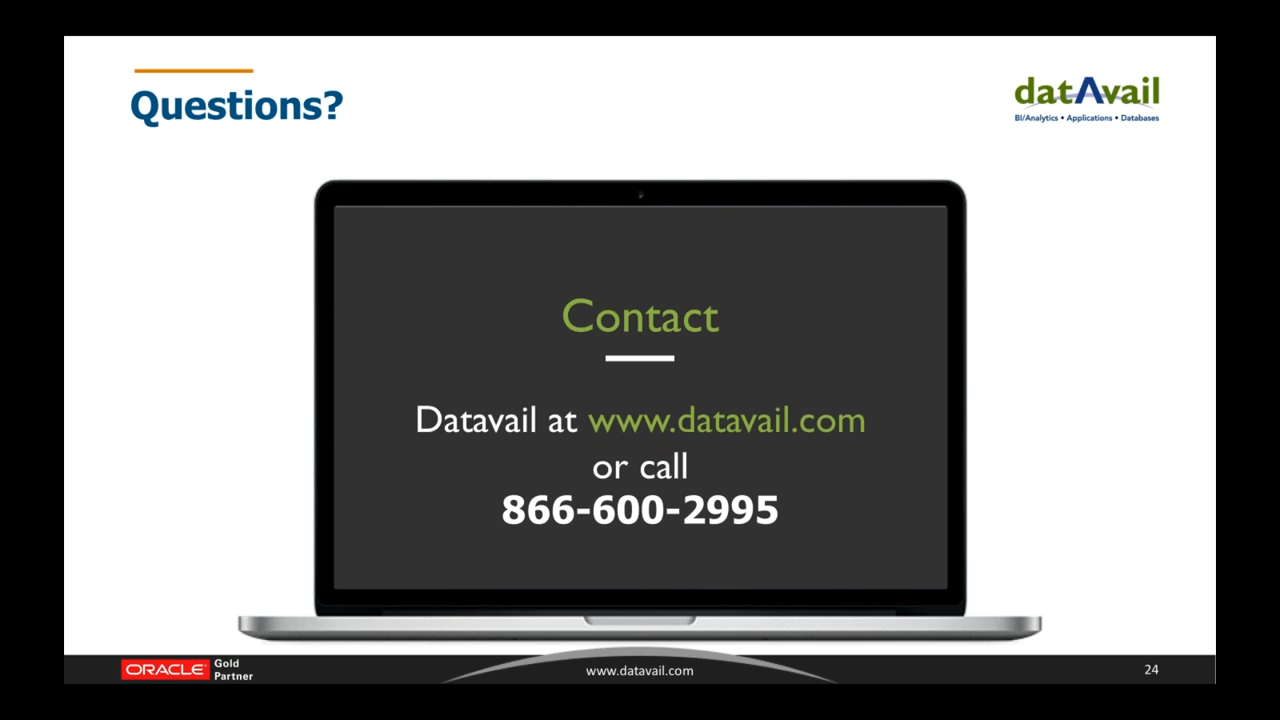 Questions?
datAvail
BI/Analytics • Applications • Databases
Contact
Datavail at www.datavail.com
or call
866-600-2995
ORACLE Gold
Partner
www.datavail.com
24